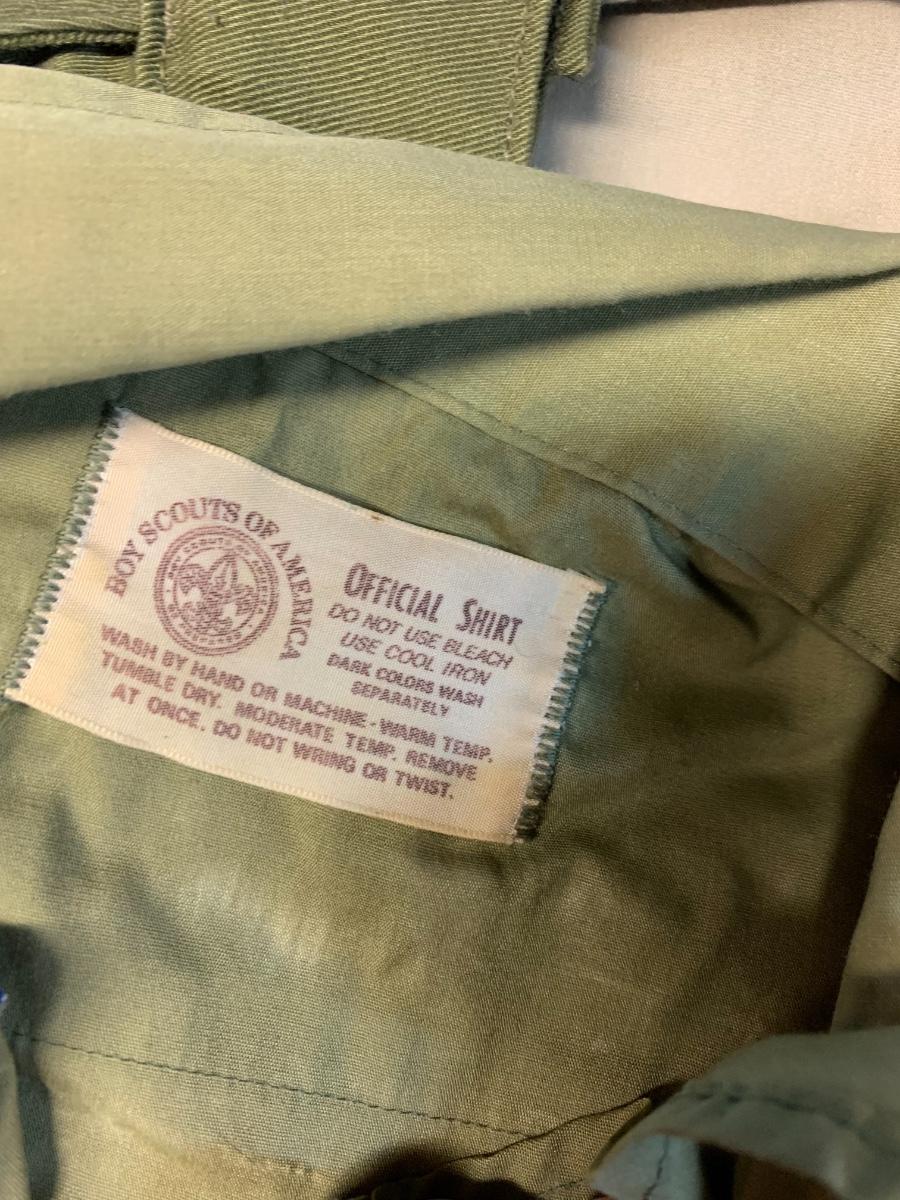 BOY SCOUTS OF AMERICA
OFFICIAL SHIRT
DO NOT USE BLEACH
USE COOL IRON
DARK COLORS WASH
SEPARATELY
WASH BY HAND OR MACHINE-WARM TEMP.
TUMBLE DRY. MODERATE TEMP. REMOVE
AT ONCE. DO NOT WRING OR TWIST.